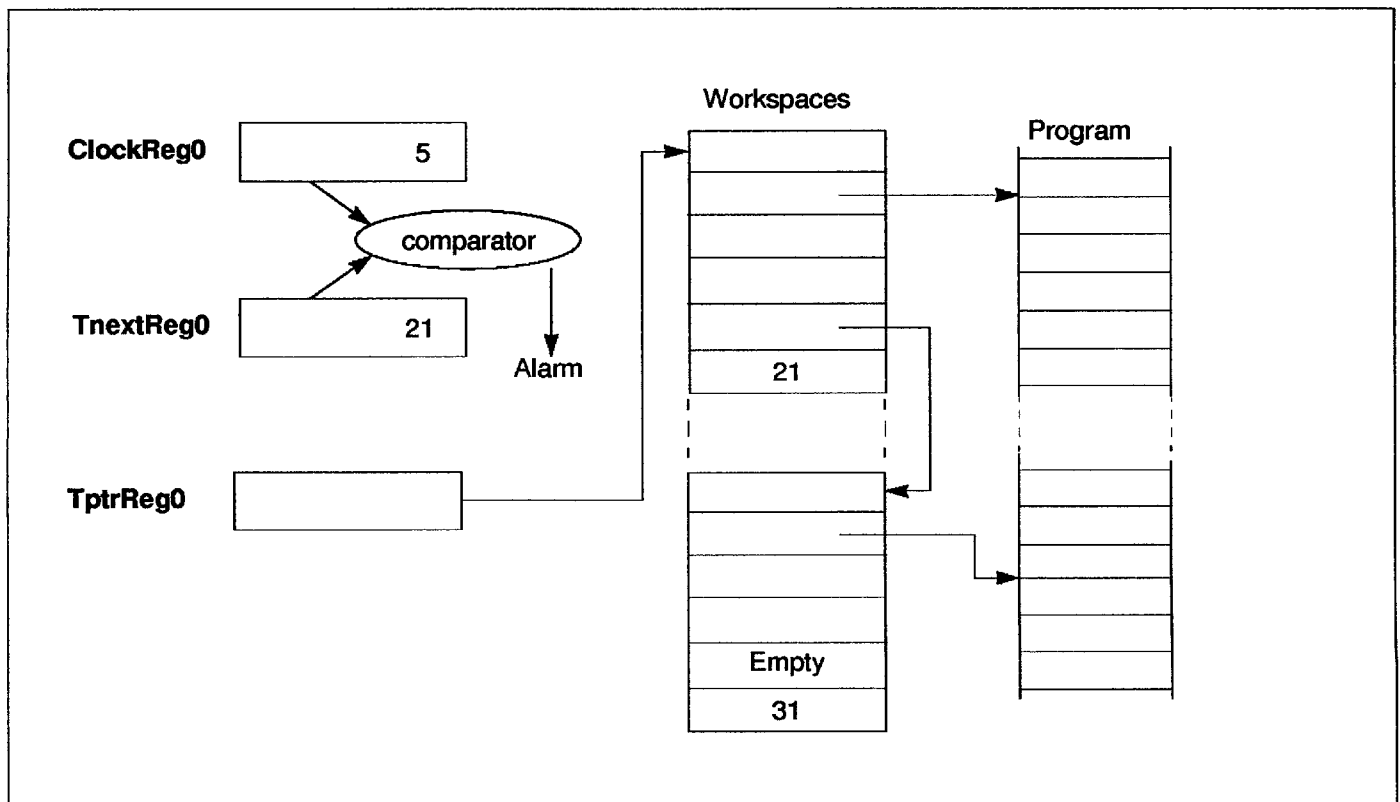 Workspaces
Program
ClockReg0
5
comparator
TnextReg0
21
Alarm
21
TptrReg0
Empty
31